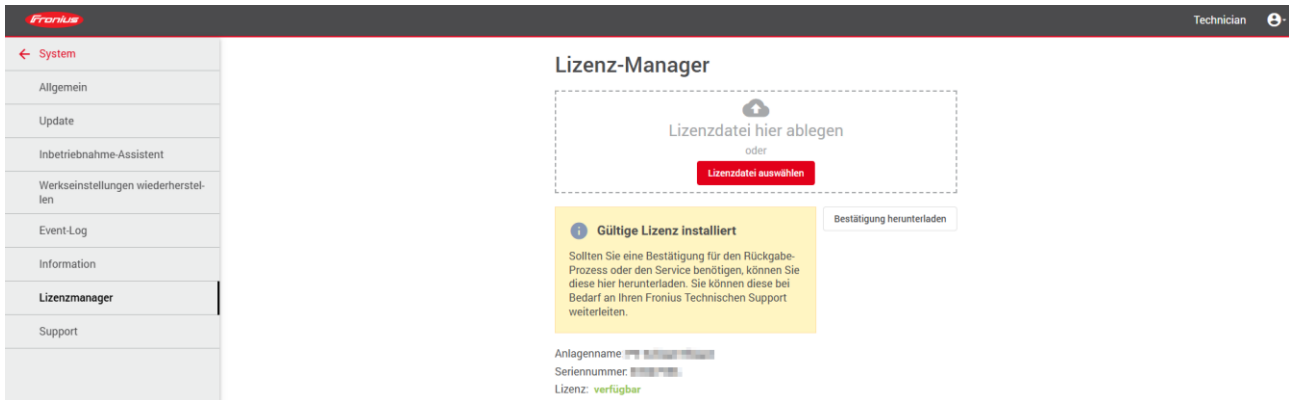 Fronius
Technician
System
Allgemein
Update
Inbetriebnahme-Assistent
Werkseinstellungen wiederherstel-
len
Event-Log
Information
Lizenzmanager
Support
Lizenz-Manager
Lizenzdatei hier ablegen
oder
Lizenzdatei auswählen
Gültige Lizenz installiert
Sollten Sie eine Bestätigung für den Rückgabe-
Prozess oder den Service benötigen, können Sie
diese hier herunterladen. Sie können diese bei
Bedarf an Ihren Fronius Technischen Support
weiterleiten.
Bestätigung herunterladen
Anlagenname
Seriennummer:
Lizenz: verfügbar